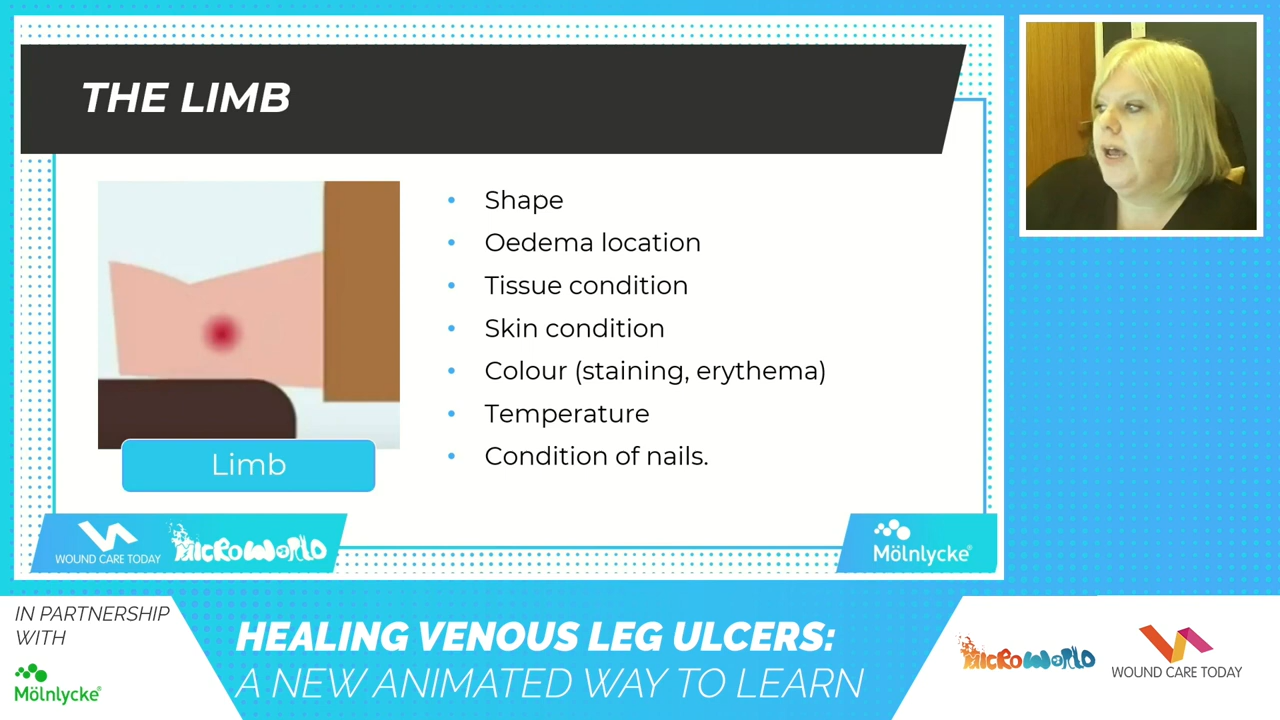 THE LIMB
• Shape
• Oedema location
• Tissue condition
• Skin condition
• Colour (staining, erythema)
• Temperature
• Condition of nails.
Limb
WOUND CARE TODAY
MICROWORLD
Mölnlycke®
IN PARTNERSHIP
WITH
Mölnlycke®
HEALING VENOUS LEG ULCERS:
A NEW ANIMATED WAY TO LEARN
MICROWORLD
WOUND CARE TODAY